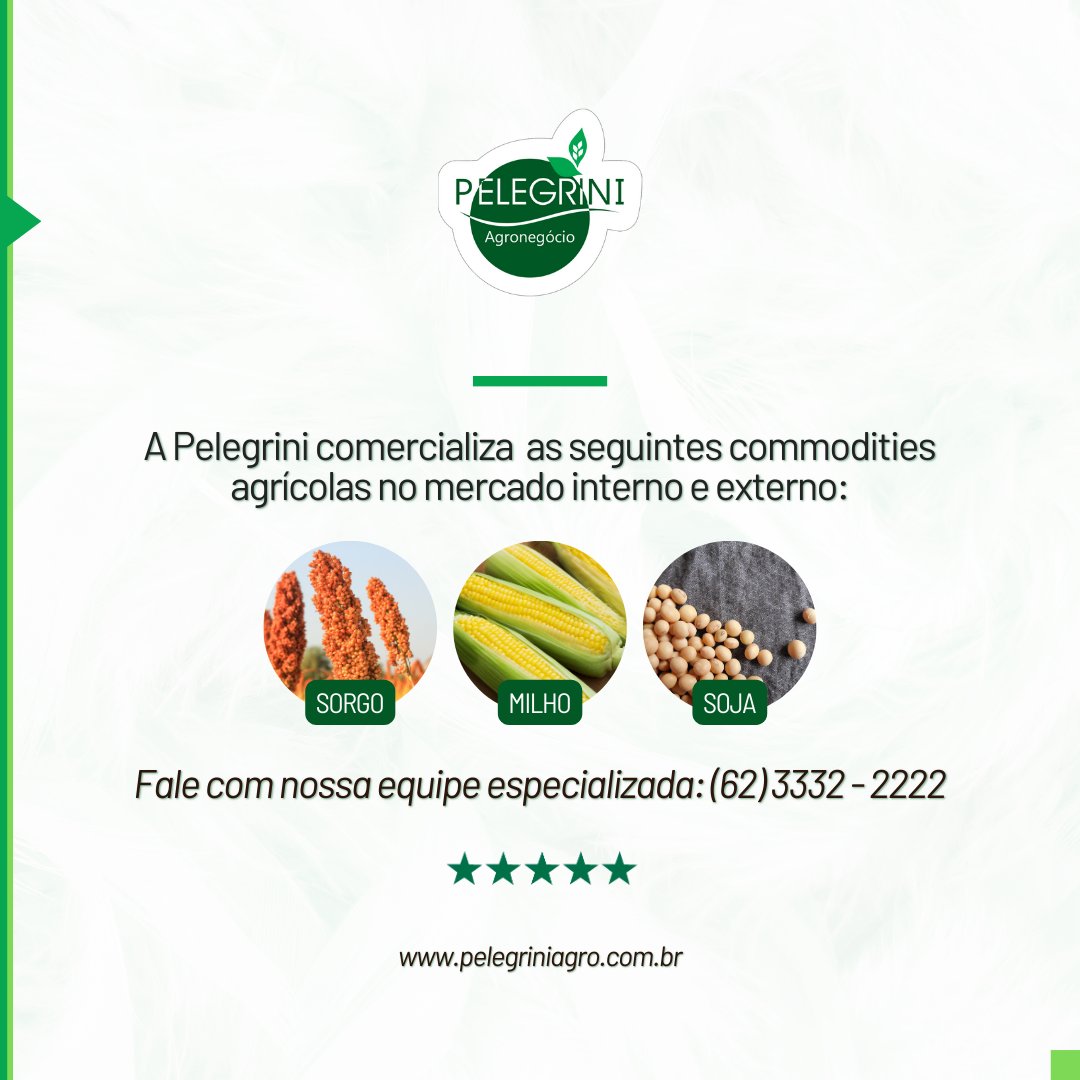 PELEGRINI
Agronegócio
A Pelegrini comercializa as seguintes commodities
agrícolas no mercado interno e externo:
SORGO
MILHO
SOJA
Fale com nossa equipe especializada: (62) 3332 - 2222
www.pelegriniagro.com.br